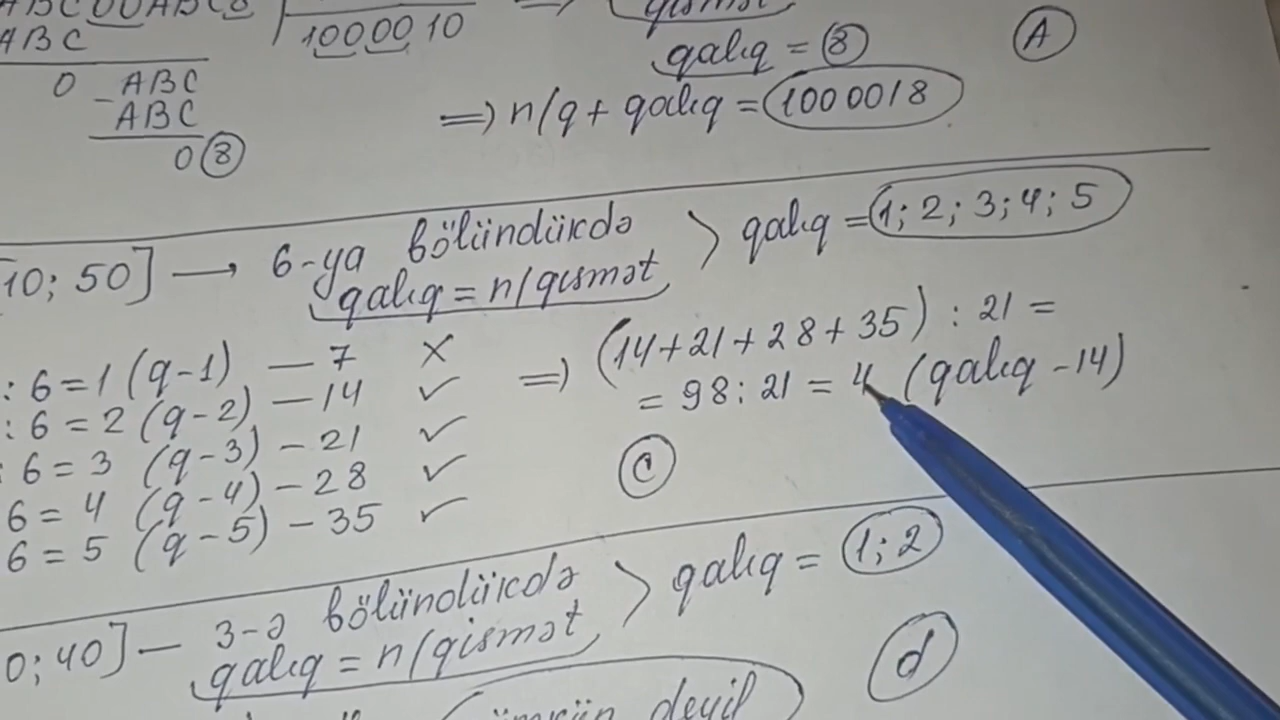 ABC00ABC8
ABC
1000010
0 ABC
- ABC
0 8
qismət
qalıq = 8
A
=> n/q + qalıq = 1000018
10; 50] → 6-ya bölündükdə
qalıq = n/qismət > qalıq = 1; 2; 3; 4; 5
: 6 = 1 (q-1) — 7 ×
: 6 = 2 (q-2) — 14 ✓
: 6 = 3 (q-3) — 21 ✓
6 = 4 (q-4) — 28 ✓
6 = 5 (q-5) — 35 ✓
=> (14+21+28+35) : 21 =
= 98 : 21 = 4 (qalıq - 14)
C
0; 40] — 3-ə bölündükdə
qalıq = n/qismət > qalıq = 1; 2
d
deyil